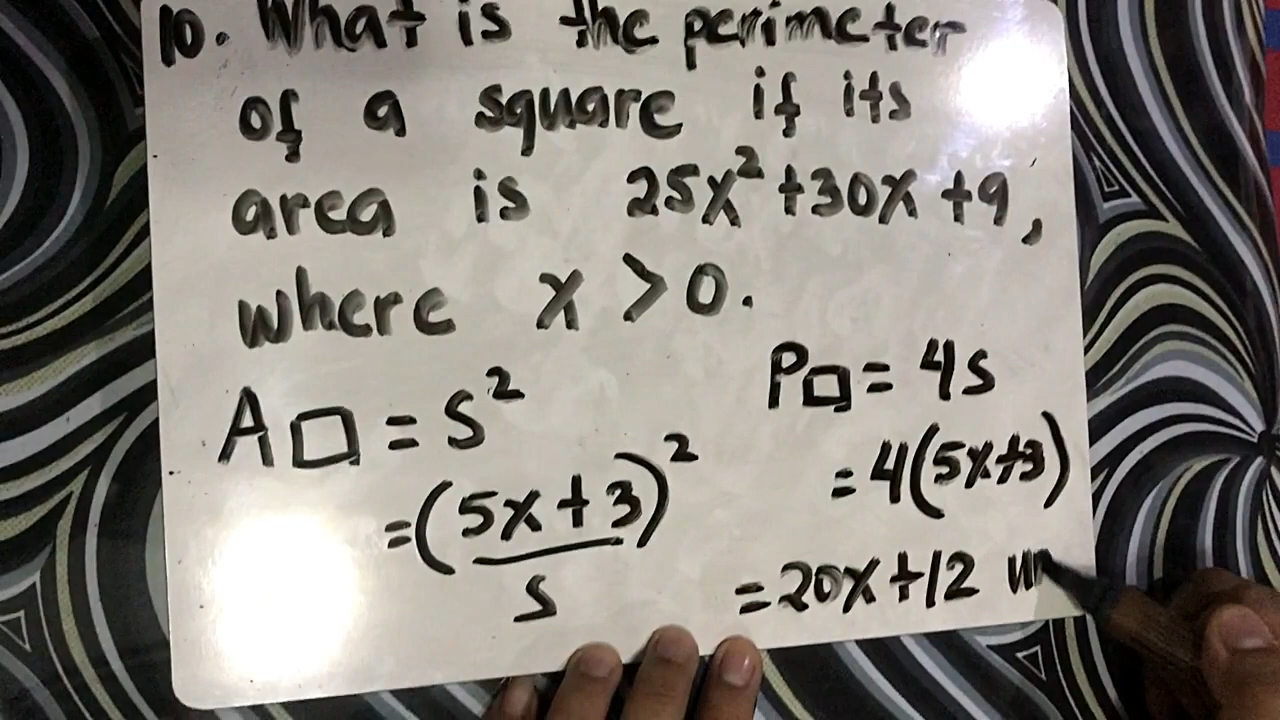 10. What is the perimeter
of a square if its
area is 25x² +30x +9,
where x > 0.
A□ = s²
=(5x+3)²
s
P□ = 4s
= 4(5x+3)
= 20x+12